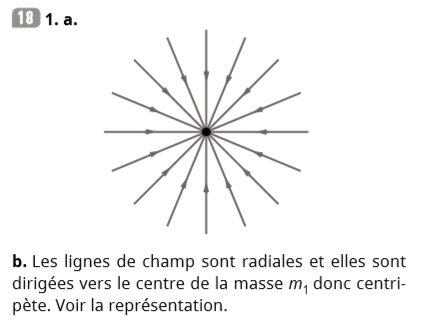 18 1. a.
b. Les lignes de champ sont radiales et elles sont
dirigées vers le centre de la masse m₁ donc centri-
pète. Voir la représentation.